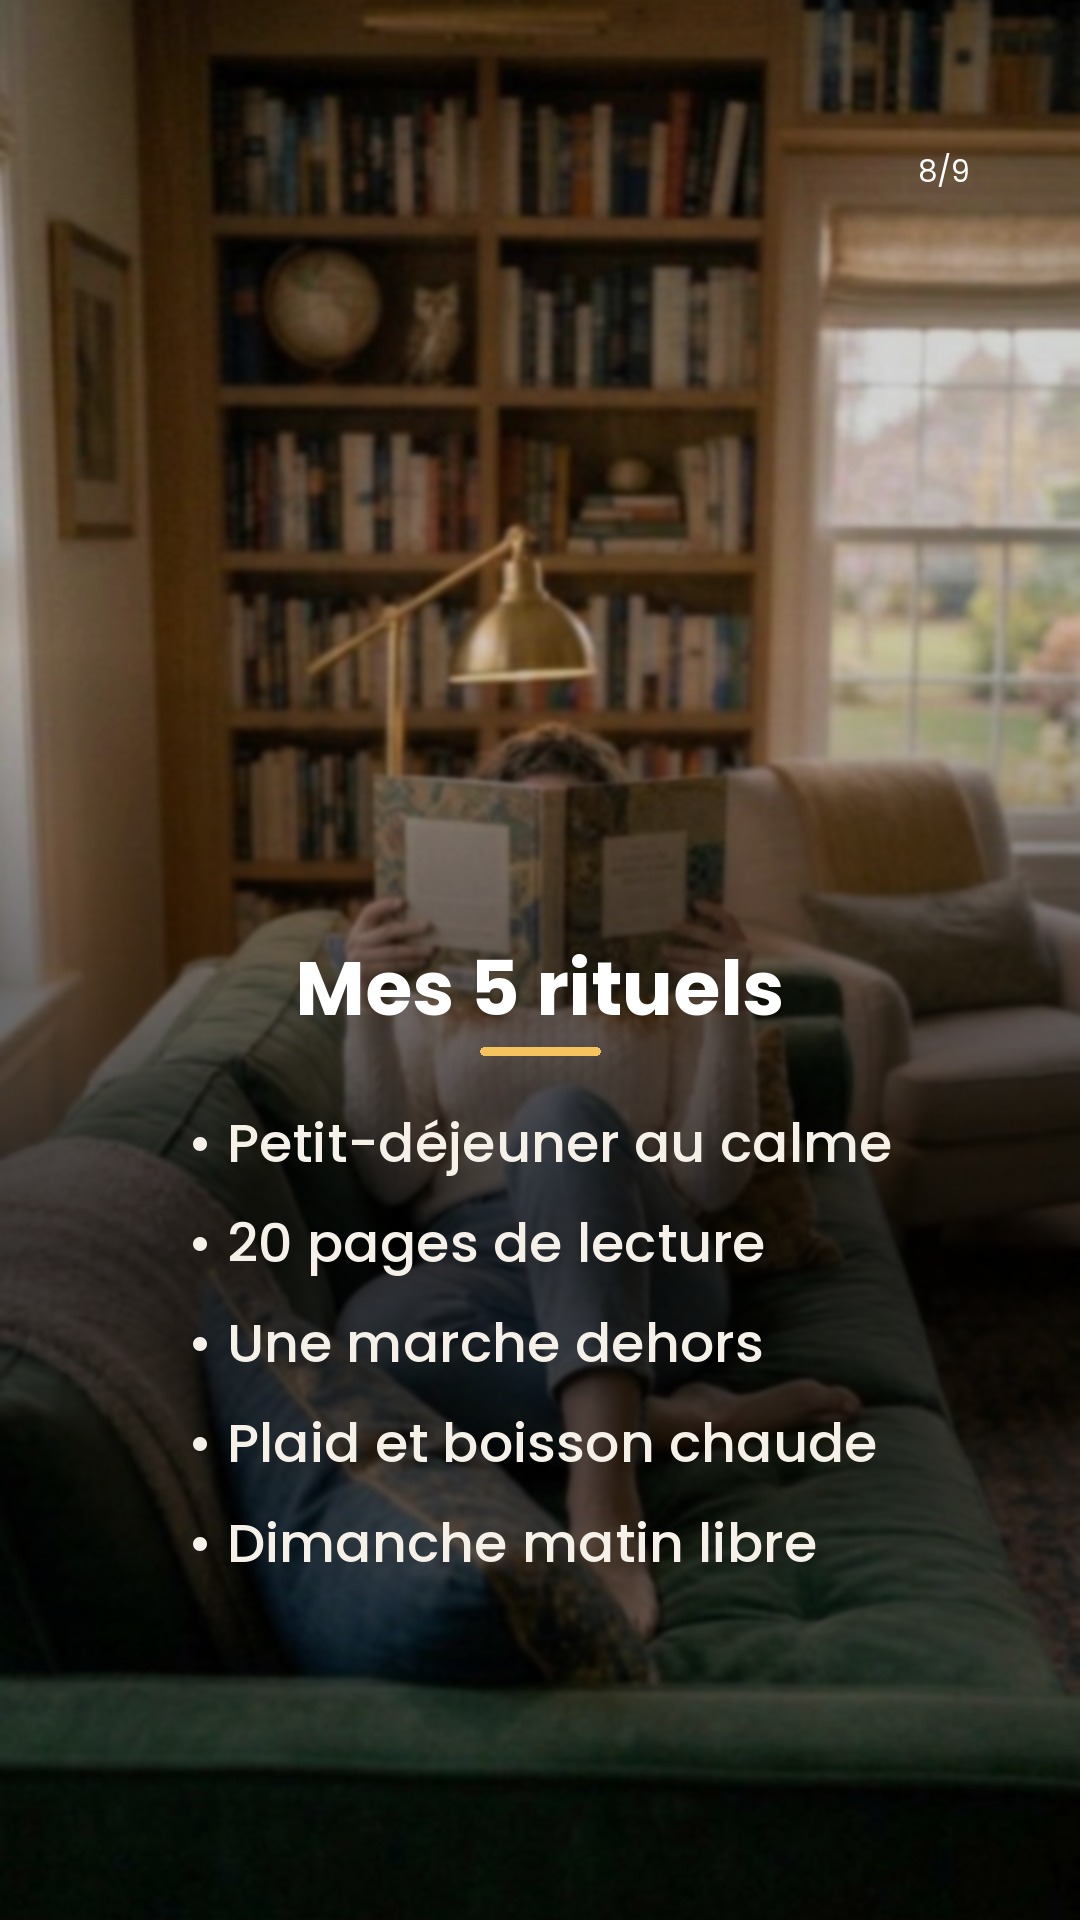 8/9
Mes 5 rituels
• Petit-déjeuner au calme
• 20 pages de lecture
• Une marche dehors
• Plaid et boisson chaude
• Dimanche matin libre